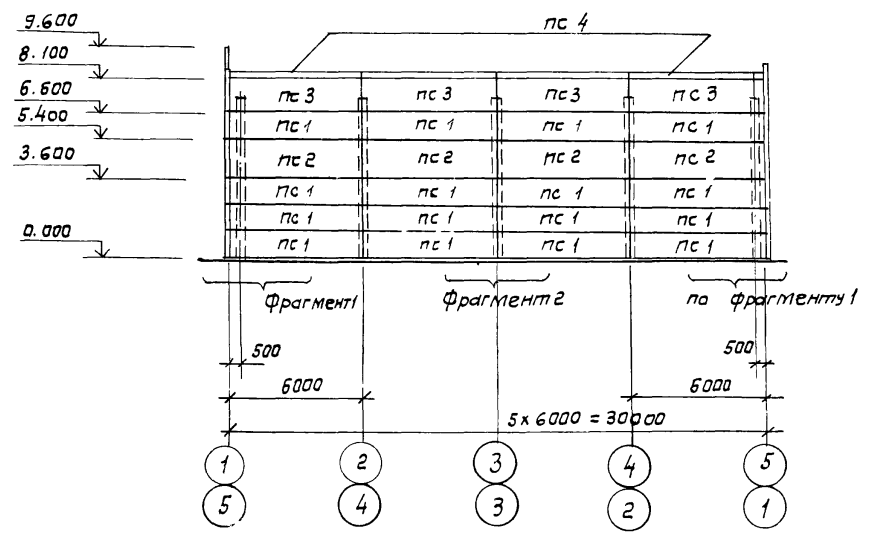 9.600
пс 4
8.100
6.600
пс 3 пс 3 пс 3 пс 3
5.400
пс 1 пс 1 пс 1 пс 1
3.600
пс 2 пс 2 пс 2 пс 2
пс 1 пс 1 пс 1 пс 1
пс 1 пс 1 пс 1 пс 1
0.000
пс 1 пс 1 пс 1 пс 1
Фрагмент 1 Фрагмент 2 по фрагменту 1
500 500
6000 6000
5 x 6000 = 30000
1 2 3 4 5
5 4 3 2 1